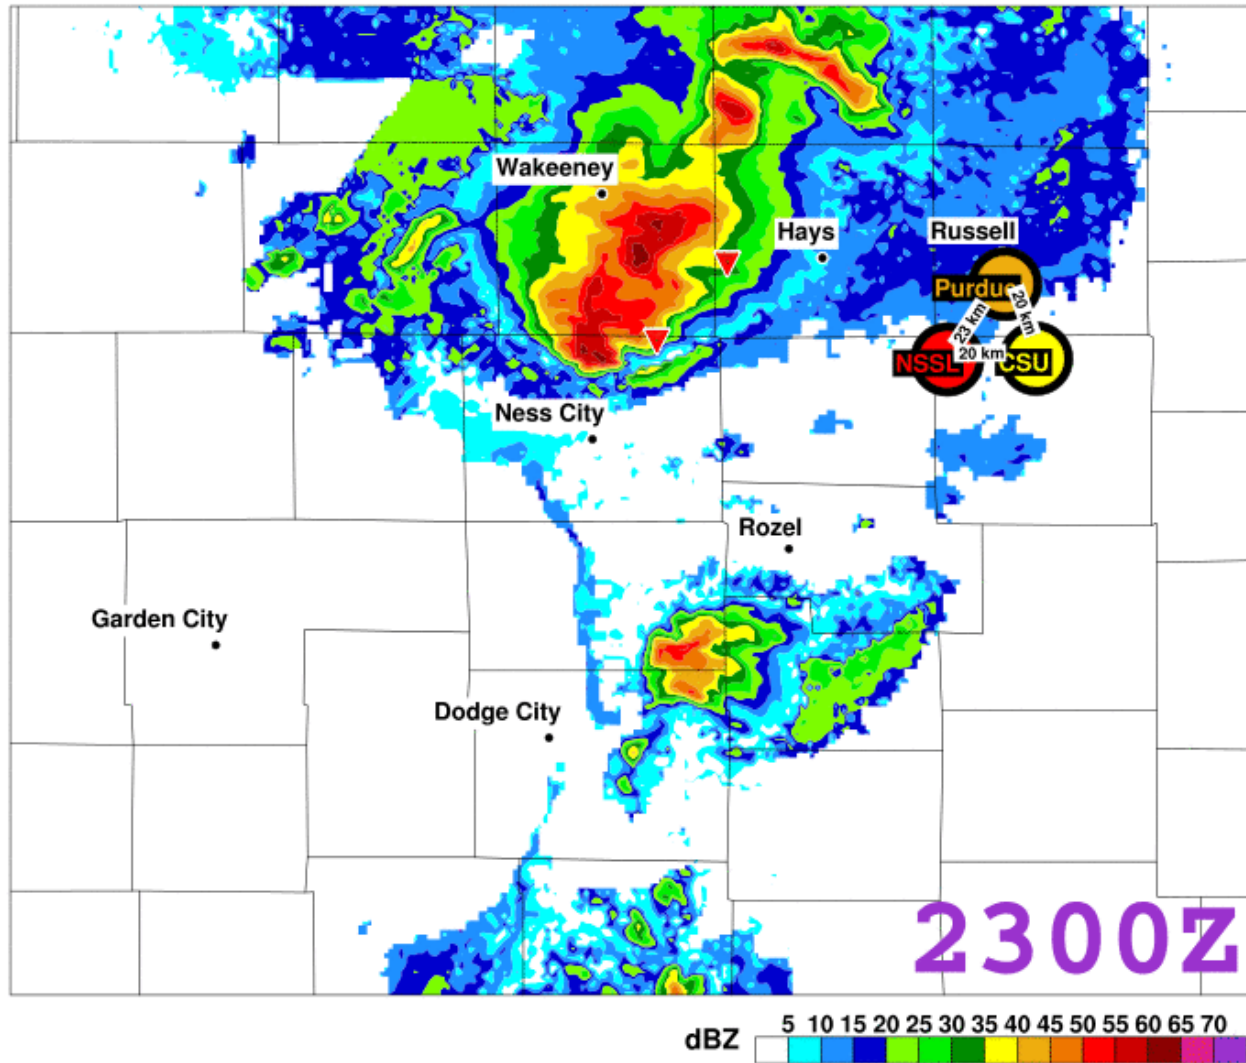 Wakeeney
Hays
Russell
Purdue
20 km
23 km
20 km
NSSL
CSU
Ness City
Rozel
Garden City
Dodge City
2300Z
dBZ
5 10 15 20 25 30 35 40 45 50 55 60 65 70